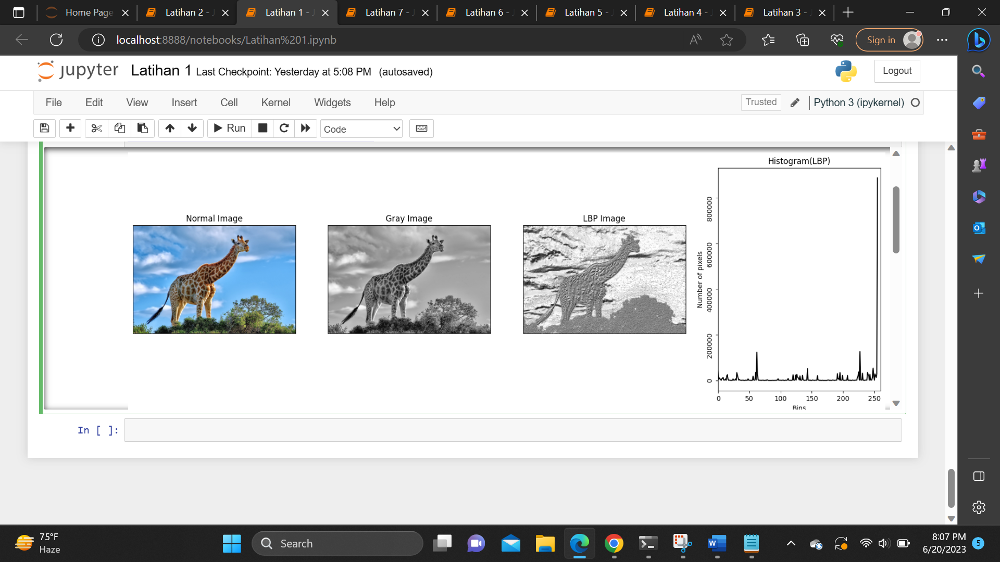 Home Page
Latihan 2 -
Latihan 1 -
Latihan 7 -
Latihan 6 -
Latihan 5 -
Latihan 4 -
Latihan 3 -
localhost:8888/notebooks/Latihan%201.ipynb
Sign in
jupyter Latihan 1 Last Checkpoint: Yesterday at 5:08 PM (autosaved)
Logout
File Edit View Insert Cell Kernel Widgets Help
Trusted
Python 3 (ipykernel)
Run
Code
Normal Image
Gray Image
LBP Image
Histogram(LBP)
Number of pixels
800000
600000
400000
200000
0
0 50 100 150 200 250
Bins
In [ ]:
75°F
Haze
Search
8:07 PM
6/20/2023
5